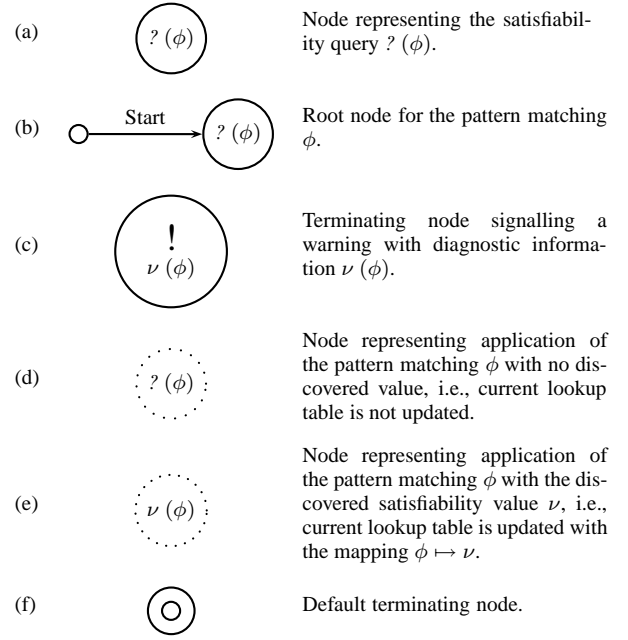 (a)
? (ϕ)
Node representing the satisfiabil-
ity query ? (ϕ).
(b)
Start
? (ϕ)
Root node for the pattern matching
ϕ.
(c)
!
ν (ϕ)
Terminating node signalling a
warning with diagnostic informa-
tion ν (ϕ).
(d)
? (ϕ)
Node representing application of
the pattern matching ϕ with no dis-
covered value, i.e., current lookup
table is not updated.
(e)
ν (ϕ)
Node representing application of
the pattern matching ϕ with the dis-
covered satisfiability value ν, i.e.,
current lookup table is updated with
the mapping ϕ ↦ ν.
(f)
Default terminating node.